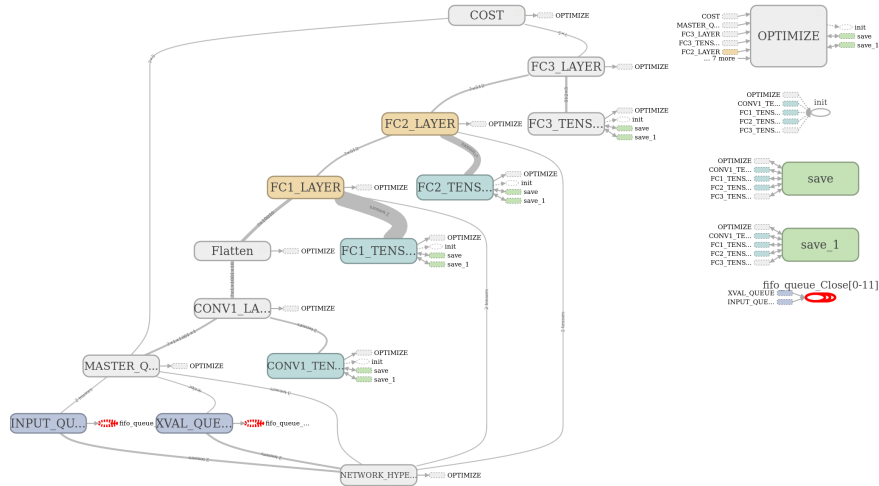 COST
OPTIMIZE
FC3_LAYER
OPTIMIZE
FC2_LAYER
OPTIMIZE
FC3_TENS...
OPTIMIZE
init
save
save_1
FC1_LAYER
OPTIMIZE
FC2_TENS...
OPTIMIZE
init
save
save_1
Flatten
OPTIMIZE
FC1_TENS...
OPTIMIZE
init
save
save_1
CONV1_LA...
OPTIMIZE
MASTER_Q...
OPTIMIZE
CONV1_TEN...
OPTIMIZE
init
save
save_1
INPUT_QU...
fifo_queue
XVAL_QUE...
fifo_queue_...
NETWORK_HYPE...
OPTIMIZE
COST
MASTER_Q...
FC3_LAYER
FC3_TENS...
FC2_LAYER
... 7 more
OPTIMIZE
init
save
save_1
OPTIMIZE
CONV1_TE...
FC1_TENS...
FC2_TENS...
FC3_TENS...
init
OPTIMIZE
CONV1_TE...
FC1_TENS...
FC2_TENS...
FC3_TENS...
save
OPTIMIZE
CONV1_TE...
FC1_TENS...
FC2_TENS...
FC3_TENS...
save_1
fifo_queue_Close[0-11]
XVAL_QUEUE
INPUT_QUE...